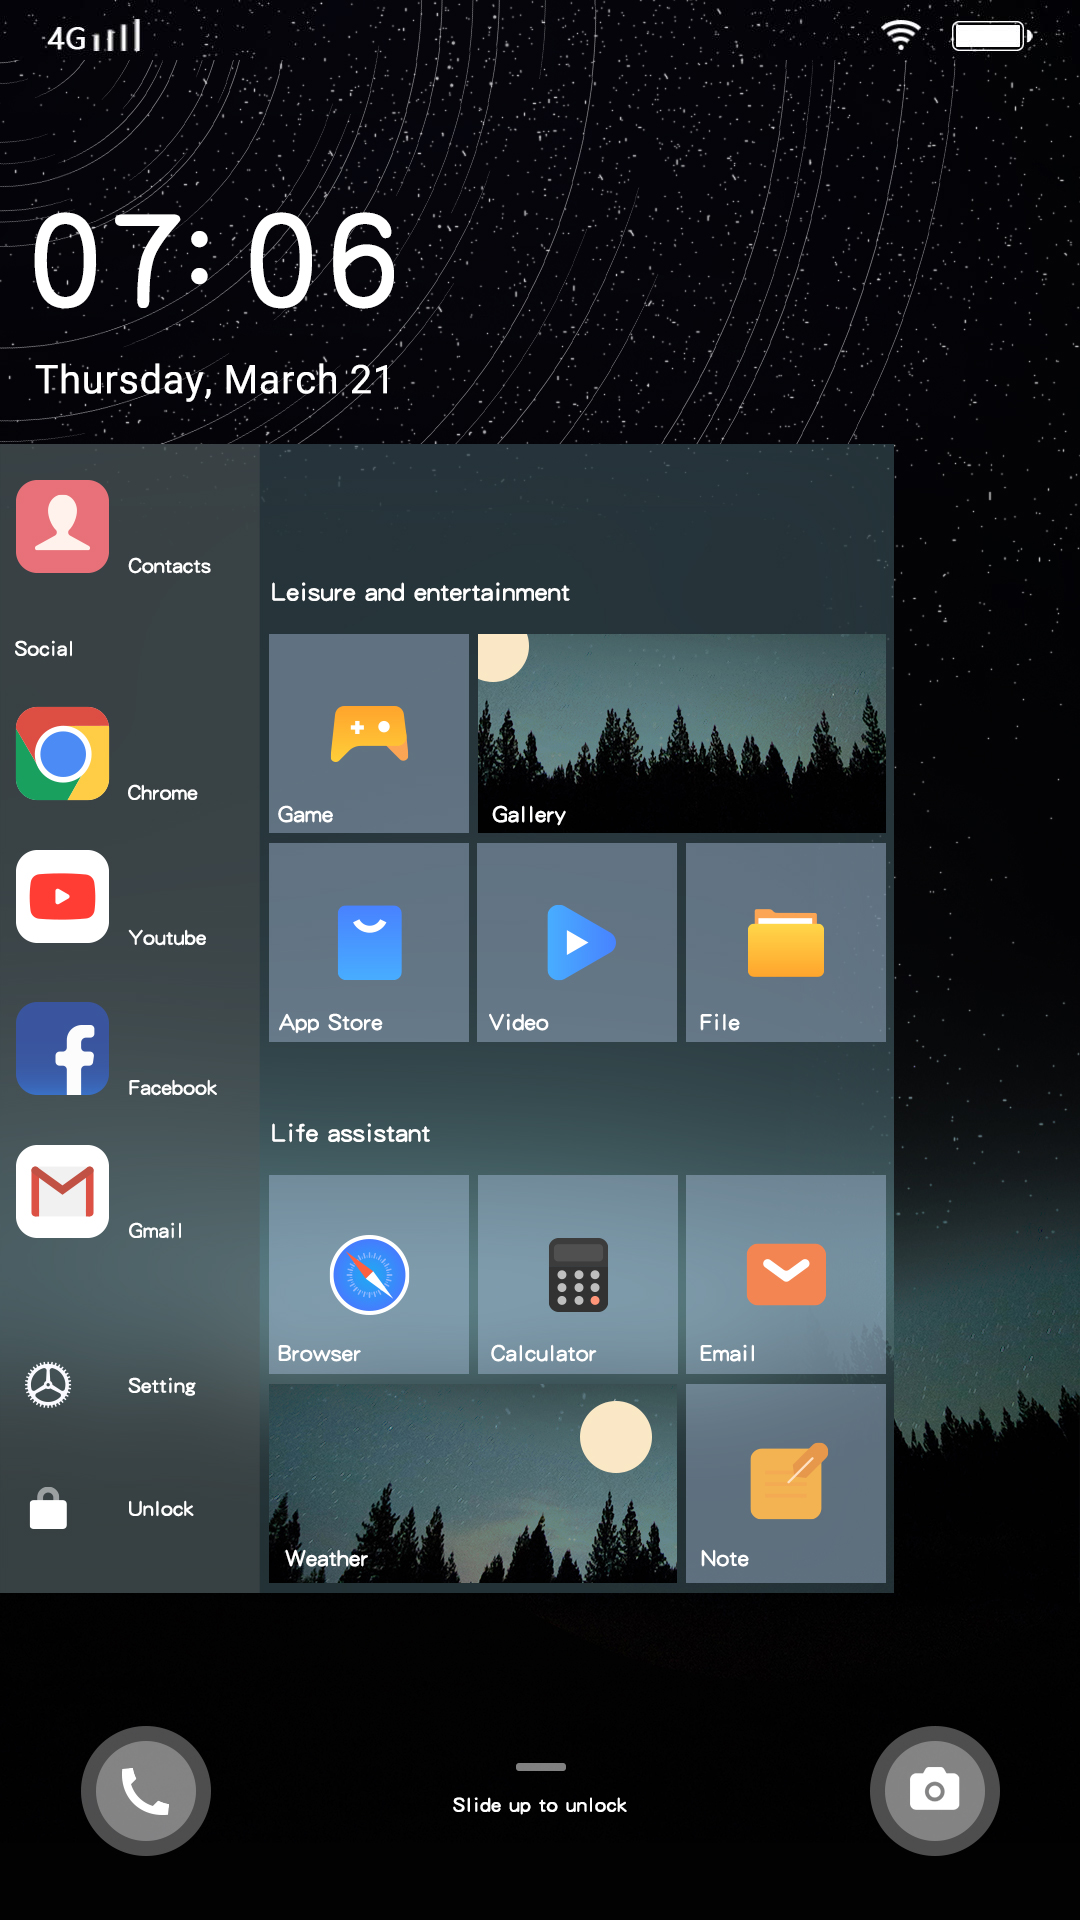 4G
07:06
Thursday, March 21
Contacts
Social
Chrome
Youtube
Facebook
Gmail
Setting
Unlock
Leisure and entertainment
Game
Gallery
App Store
Video
File
Life assistant
Browser
Calculator
Email
Weather
Note
Slide up to unlock